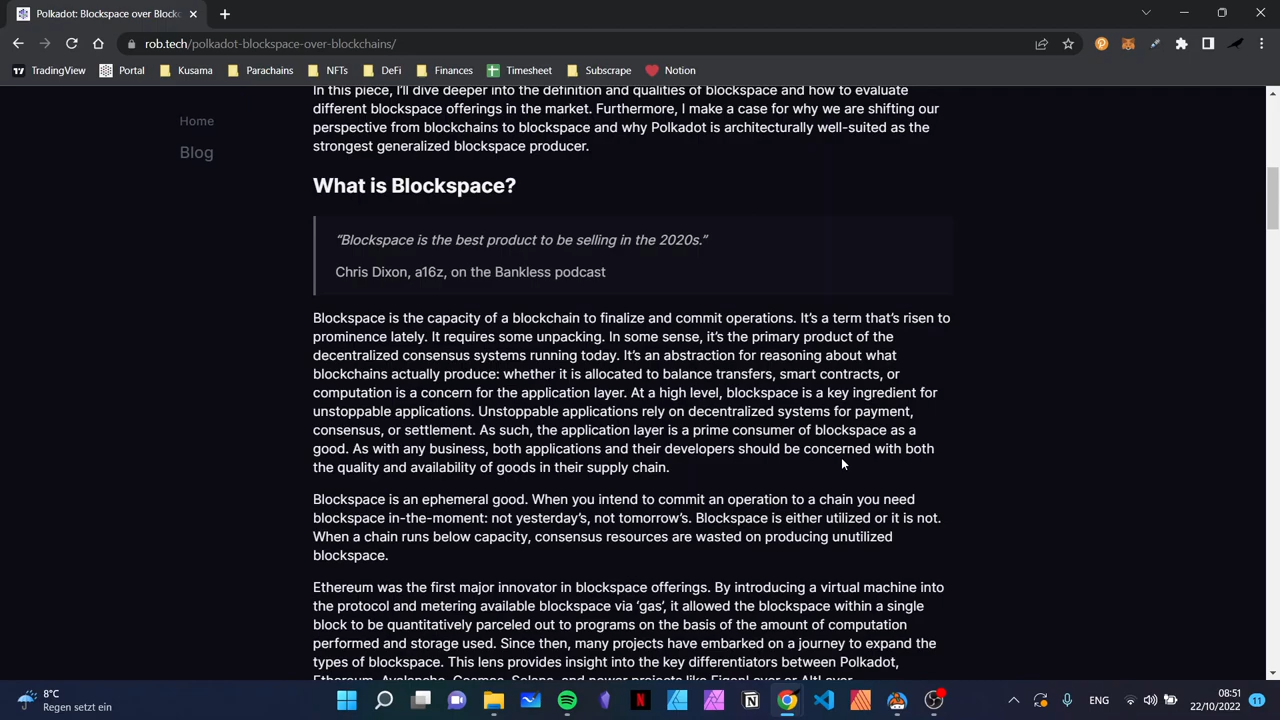 Polkadot: Blockspace over Block
rob.tech/polkadot-blockspace-over-blockchains/
TradingView
Portal
Kusama
Parachains
NFTs
DeFi
Finances
Timesheet
Subscrape
Notion
Home
Blog
In this piece, I'll dive deeper into the definition and qualities of blockspace and how to evaluate
different blockspace offerings in the market. Furthermore, I make a case for why we are shifting our
perspective from blockchains to blockspace and why Polkadot is architecturally well-suited as the
strongest generalized blockspace producer.
What is Blockspace?
“Blockspace is the best product to be selling in the 2020s.”
Chris Dixon, a16z, on the Bankless podcast
Blockspace is the capacity of a blockchain to finalize and commit operations. It's a term that's risen to
prominence lately. It requires some unpacking. In some sense, it's the primary product of the
decentralized consensus systems running today. It's an abstraction for reasoning about what
blockchains actually produce: whether it is allocated to balance transfers, smart contracts, or
computation is a concern for the application layer. At a high level, blockspace is a key ingredient for
unstoppable applications. Unstoppable applications rely on decentralized systems for payment,
consensus, or settlement. As such, the application layer is a prime consumer of blockspace as a
good. As with any business, both applications and their developers should be concerned with both
the quality and availability of goods in their supply chain.
Blockspace is an ephemeral good. When you intend to commit an operation to a chain you need
blockspace in-the-moment: not yesterday's, not tomorrow's. Blockspace is either utilized or it is not.
When a chain runs below capacity, consensus resources are wasted on producing unutilized
blockspace.
Ethereum was the first major innovator in blockspace offerings. By introducing a virtual machine into
the protocol and metering available blockspace via ‘gas’, it allowed the blockspace within a single
block to be quantitatively parceled out to programs on the basis of the amount of computation
performed and storage used. Since then, many projects have embarked on a journey to expand the
types of blockspace. This lens provides insight into the key differentiators between Polkadot,
Ethereum, Avalanche, Cosmos, Solana, and newer projects like EigenLayer or AltLayer.
8°C
Regen setzt ein
ENG
08:51
22/10/2022
11